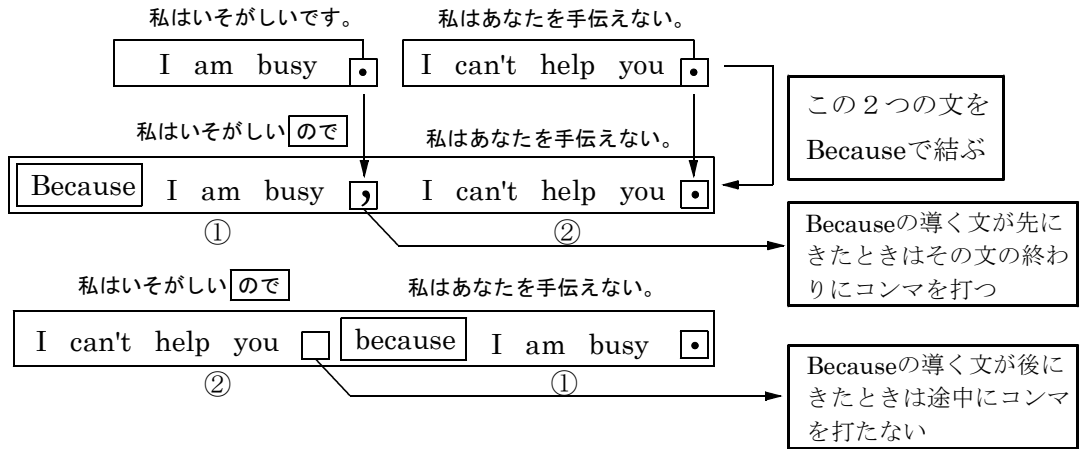 私はいそがしいです。 私はあなたを手伝えない。
I am busy . I can't help you .
この２つの文を
Becauseで結ぶ
私はいそがしい ので 私はあなたを手伝えない。
Because I am busy , I can't help you .
① ②
Becauseの導く文が先に
きたときはその文の終わ
りにコンマを打つ
私はいそがしい ので 私はあなたを手伝えない。
I can't help you because I am busy .
② ①
Becauseの導く文が後に
きたときは途中にコンマ
を打たない